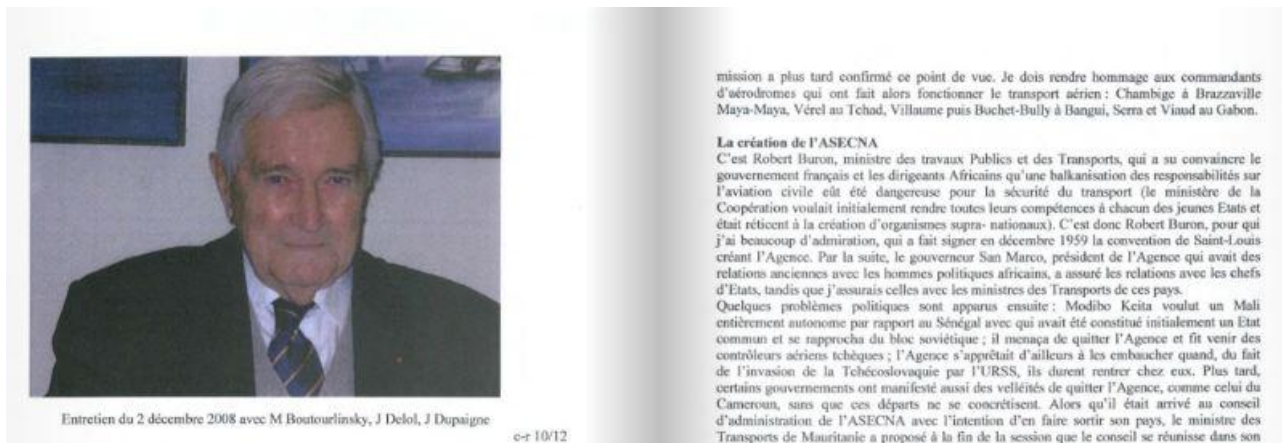 Entretien du 2 décembre 2008 avec M Boutourlinsky, J Delol, J Dupaigne
c-r 10/12
mission a plus tard confirmé ce point de vue. Je dois rendre hommage aux commandants
d'aérodromes qui ont fait alors fonctionner le transport aérien : Chambige à Brazzaville
Maya-Maya, Vérel au Tchad, Villaume puis Buchet-Bully à Bangui, Serra et Viaud au Gabon.
La création de l'ASECNA
C'est Robert Buron, ministre des travaux Publics et des Transports, qui a su convaincre le
gouvernement français et les dirigeants Africains qu'une balkanisation des responsabilités sur
l'aviation civile eût été dangereuse pour la sécurité du transport (le ministère de la
Coopération voulait initialement rendre toutes leurs compétences à chacun des jeunes Etats et
était réticent à la création d'organismes supra- nationaux). C'est donc Robert Buron, pour qui
j'ai beaucoup d'admiration, qui a fait signer en décembre 1959 la convention de Saint-Louis
créant l'Agence. Par la suite, le gouverneur San Marco, président de l'Agence qui avait des
relations anciennes avec les hommes politiques africains, a assuré les relations avec les chefs
d'Etats, tandis que j'assurais celles avec les ministres des Transports de ces pays.
Quelques problèmes politiques sont apparus ensuite : Modibo Keita voulut un Mali
entièrement autonome par rapport au Sénégal avec qui avait été constitué initialement un Etat
commun et se rapprocha du bloc soviétique ; il menaça de quitter l'Agence et fit venir des
contrôleurs aériens tchèques ; l'Agence s'apprêtait d'ailleurs à les embaucher quand, du fait
de l'invasion de la Tchécoslovaquie par l'URSS, ils durent rentrer chez eux. Plus tard,
certains gouvernements ont manifesté aussi des velléités de quitter l'Agence, comme celui du
Cameroun, sans que ces départs ne se concrétisent. Alors qu'il était arrivé au conseil
d'administration de l'ASECNA avec l'intention d'en faire sortir son pays, le ministre des
Transports de Mauritanie a proposé à la fin de la session que le conseil se réunisse dans son